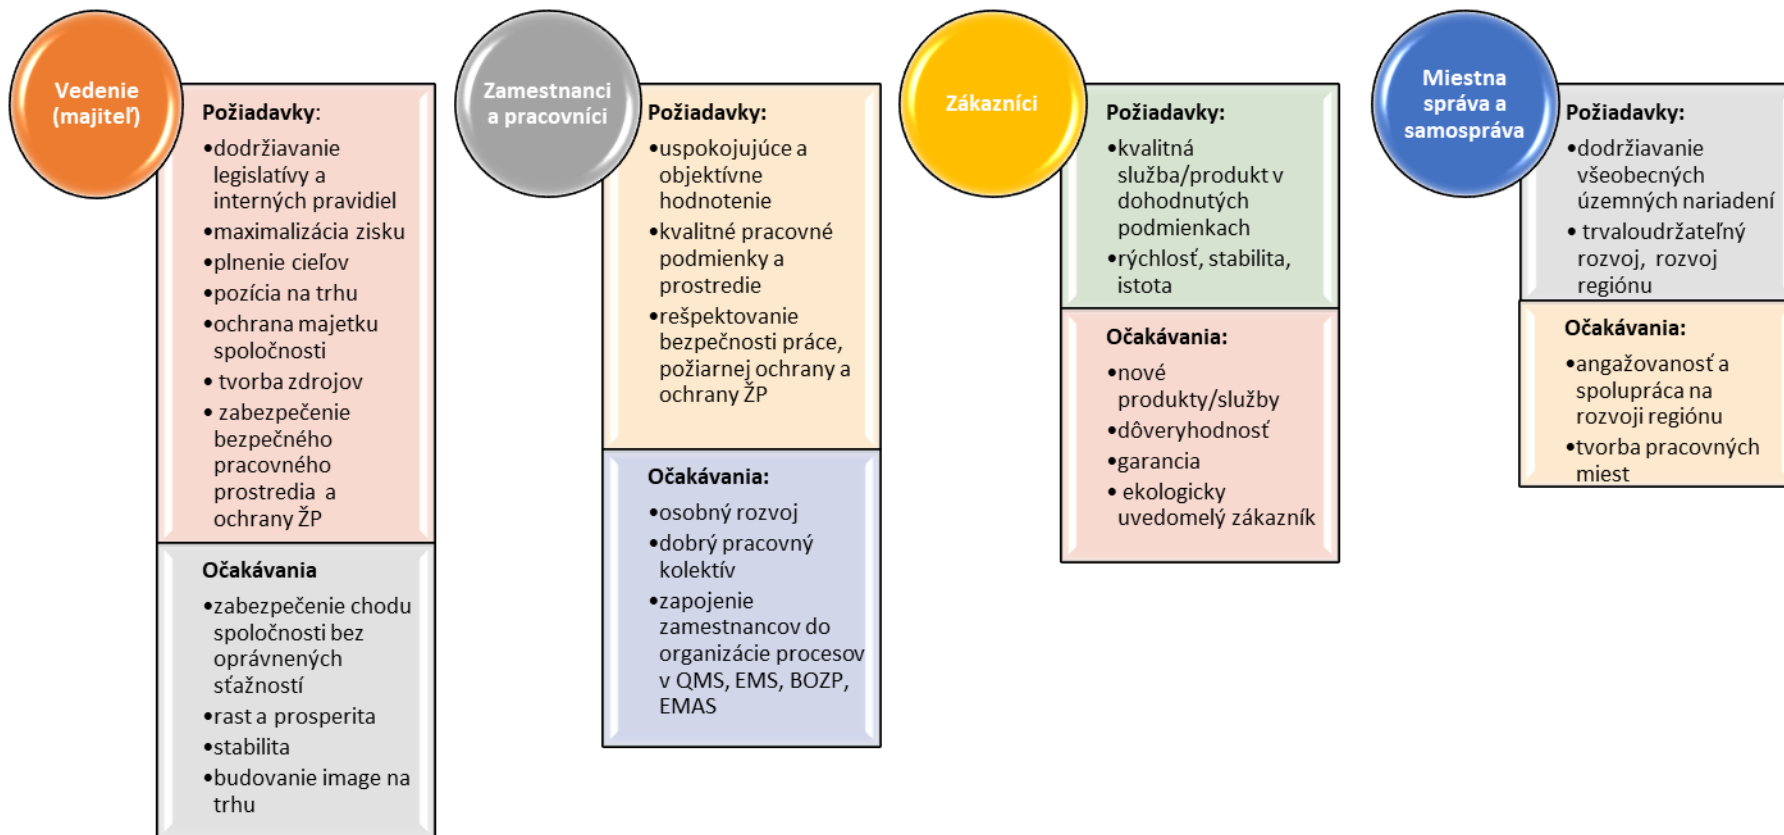 Vedenie
(majiteľ)
Požiadavky:
•dodržiavanie
legislatívy a
interných pravidiel
•maximalizácia zisku
•plnenie cieľov
•pozícia na trhu
•ochrana majetku
spoločnosti
• tvorba zdrojov
• zabezpečenie
bezpečného
pracovného
prostredia a
ochrany ŽP
Očakávania
•zabezpečenie chodu
spoločnosti bez
oprávnených
sťažností
•rast a prosperita
•stabilita
•budovanie image na
trhu
Zamestnanci
a pracovníci
Požiadavky:
•uspokojujúce a
objektívne
hodnotenie
•kvalitné pracovné
podmienky a
prostredie
•rešpektovanie
bezpečnosti práce,
požiarnej ochrany a
ochrany ŽP
Očakávania:
•osobný rozvoj
•dobrý pracovný
kolektív
•zapojenie
zamestnancov do
organizácie procesov
v QMS, EMS, BOZP,
EMAS
Zákazníci
Požiadavky:
•kvalitná
služba/produkt v
dohodnutých
podmienkach
•rýchlosť, stabilita,
istota
Očakávania:
•nové
produkty/služby
•dôveryhodnosť
•garancia
• ekologicky
uvedomelý zákazník
Miestna
správa a
samospráva
Požiadavky:
•dodržiavanie
všeobecných
územných nariadení
• trvaloudržateľný
rozvoj, rozvoj
regiónu
Očakávania:
•angažovanosť a
spolupráca na
rozvoji regiónu
•tvorba pracovných
miest